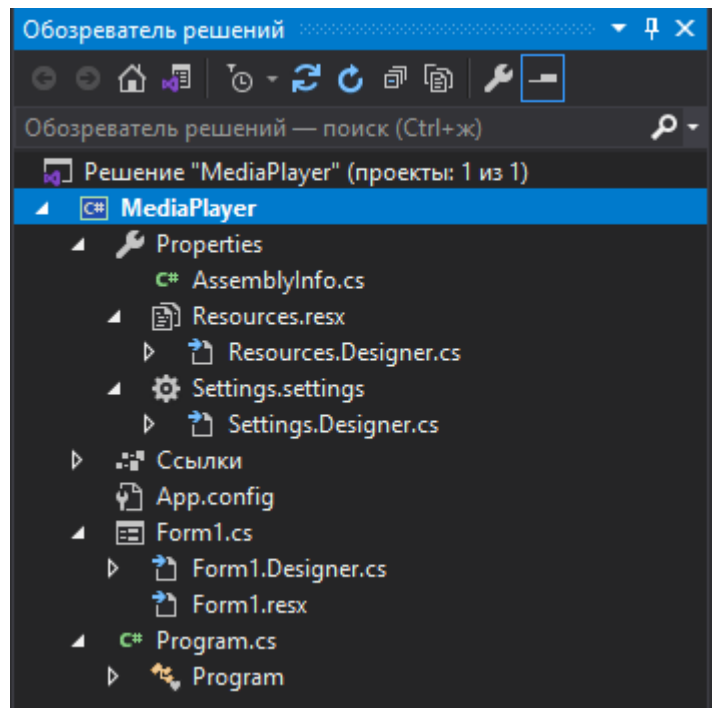 Обозреватель решений
Обозреватель решений — поиск (Ctrl+ж)
Решение "MediaPlayer" (проекты: 1 из 1)
C# MediaPlayer
Properties
C# AssemblyInfo.cs
Resources.resx
Resources.Designer.cs
Settings.settings
Settings.Designer.cs
Ссылки
App.config
Form1.cs
Form1.Designer.cs
Form1.resx
C# Program.cs
Program